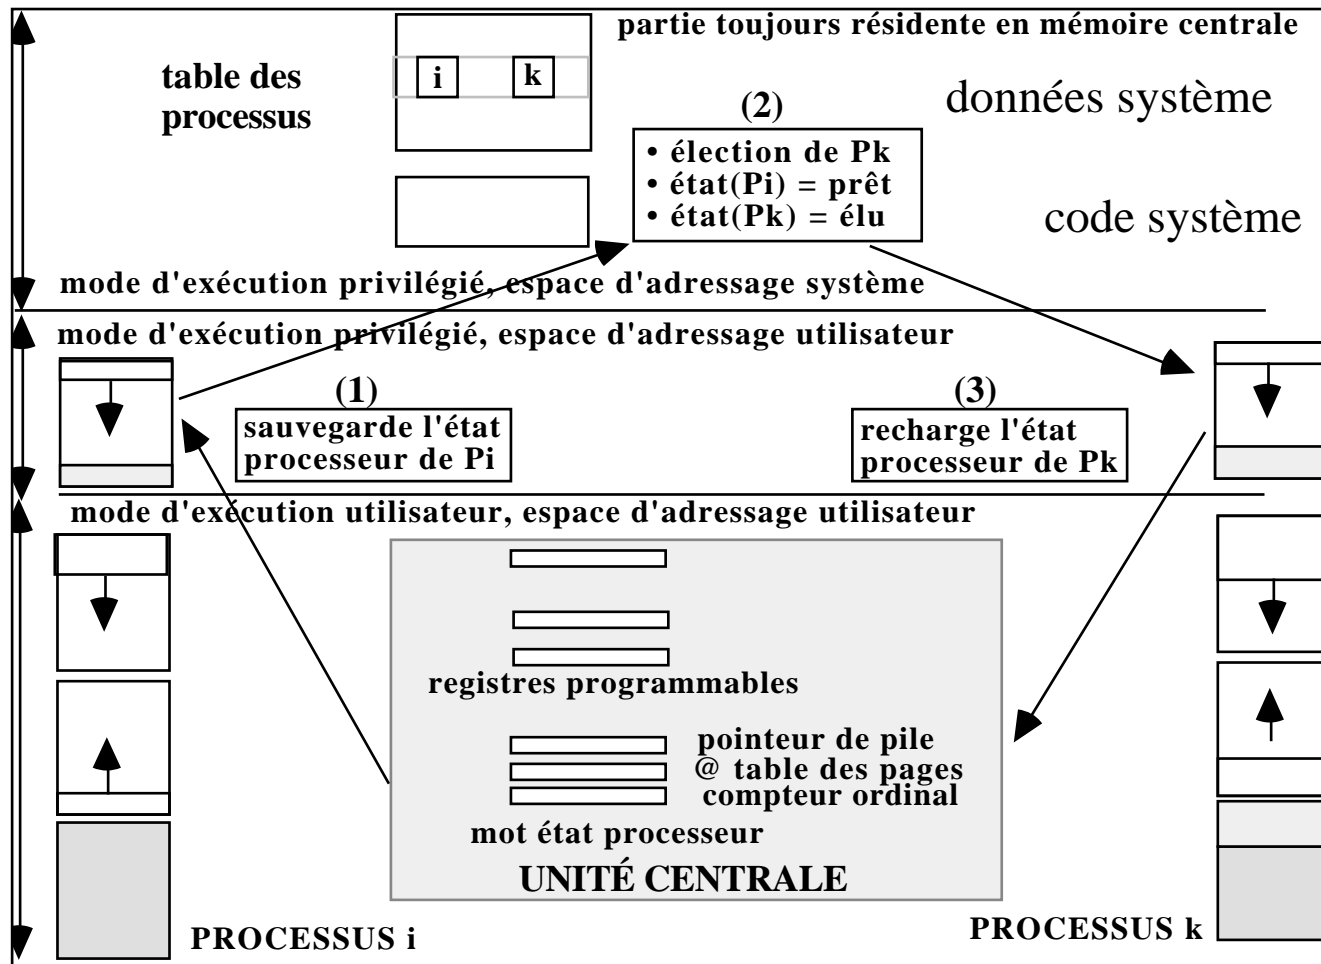 partie toujours résidente en mémoire centrale
table des
processus
i
k
données système
(2)
• élection de Pk
• état(Pi) = prêt
• état(Pk) = élu
code système
mode d'exécution privilégié, espace d'adressage système
mode d'exécution privilégié, espace d'adressage utilisateur
(1)
sauvegarde l'état
processeur de Pi
(3)
recharge l'état
processeur de Pk
mode d'exécution utilisateur, espace d'adressage utilisateur
registres programmables
pointeur de pile
@ table des pages
compteur ordinal
mot état processeur
UNITÉ CENTRALE
PROCESSUS i
PROCESSUS k